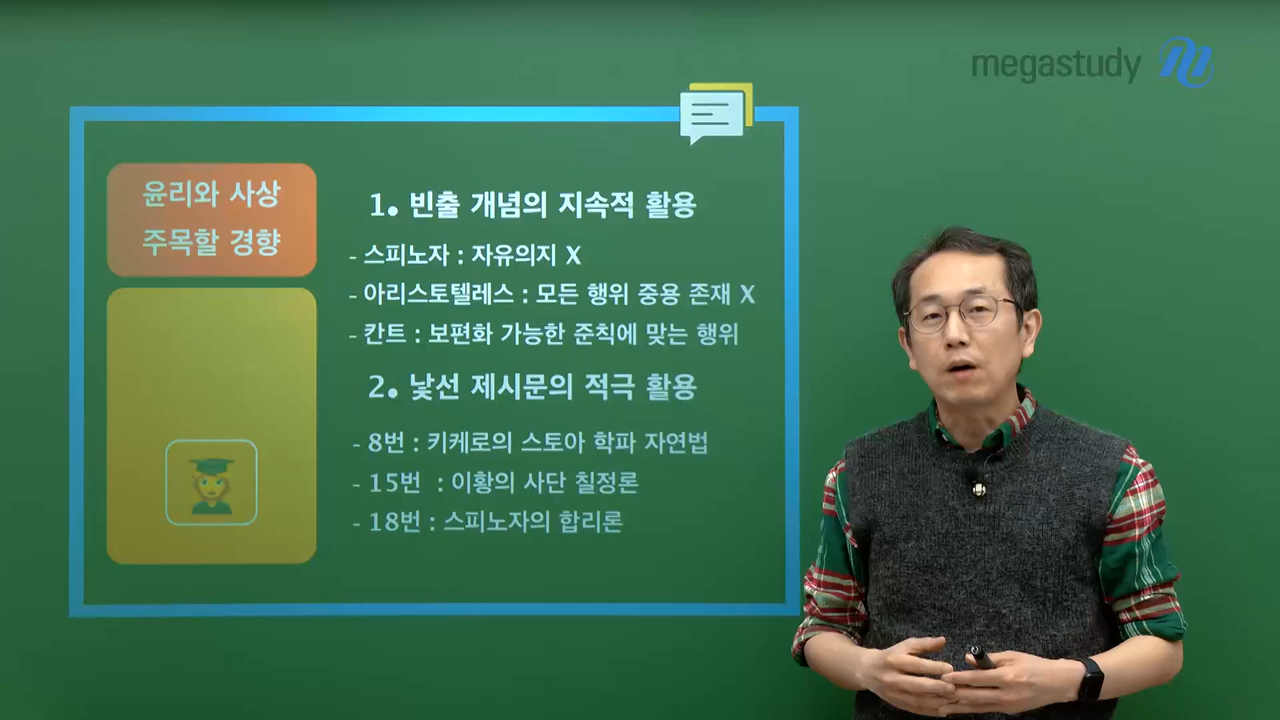 megastudy
윤리와 사상
주목할 경향
1. 빈출 개념의 지속적 활용
- 스피노자 : 자유의지 X
- 아리스토텔레스 : 모든 행위 중용 존재 X
- 칸트 : 보편화 가능한 준칙에 맞는 행위
2. 낯선 제시문의 적극 활용
- 8번 : 키케로의 스토아 학파 자연법
- 15번 : 이황의 사단 칠정론
- 18번 : 스피노자의 합리론